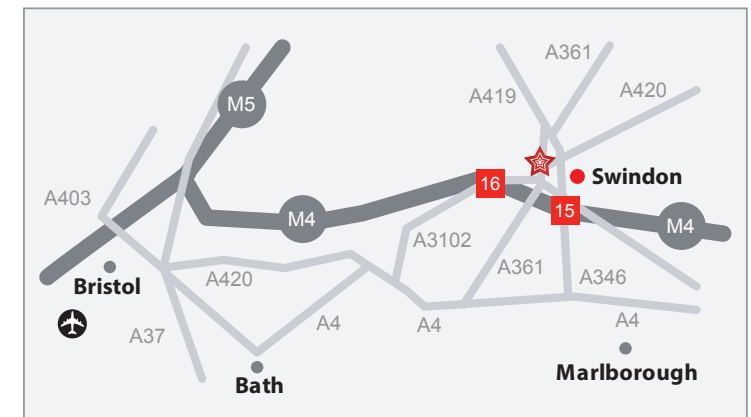 A361
A420
A419
M5
16
Swindon
A403
15
M4
M4
A3102
A361
A346
Bristol
A420
A37
A4
A4
A4
Bath
Marlborough